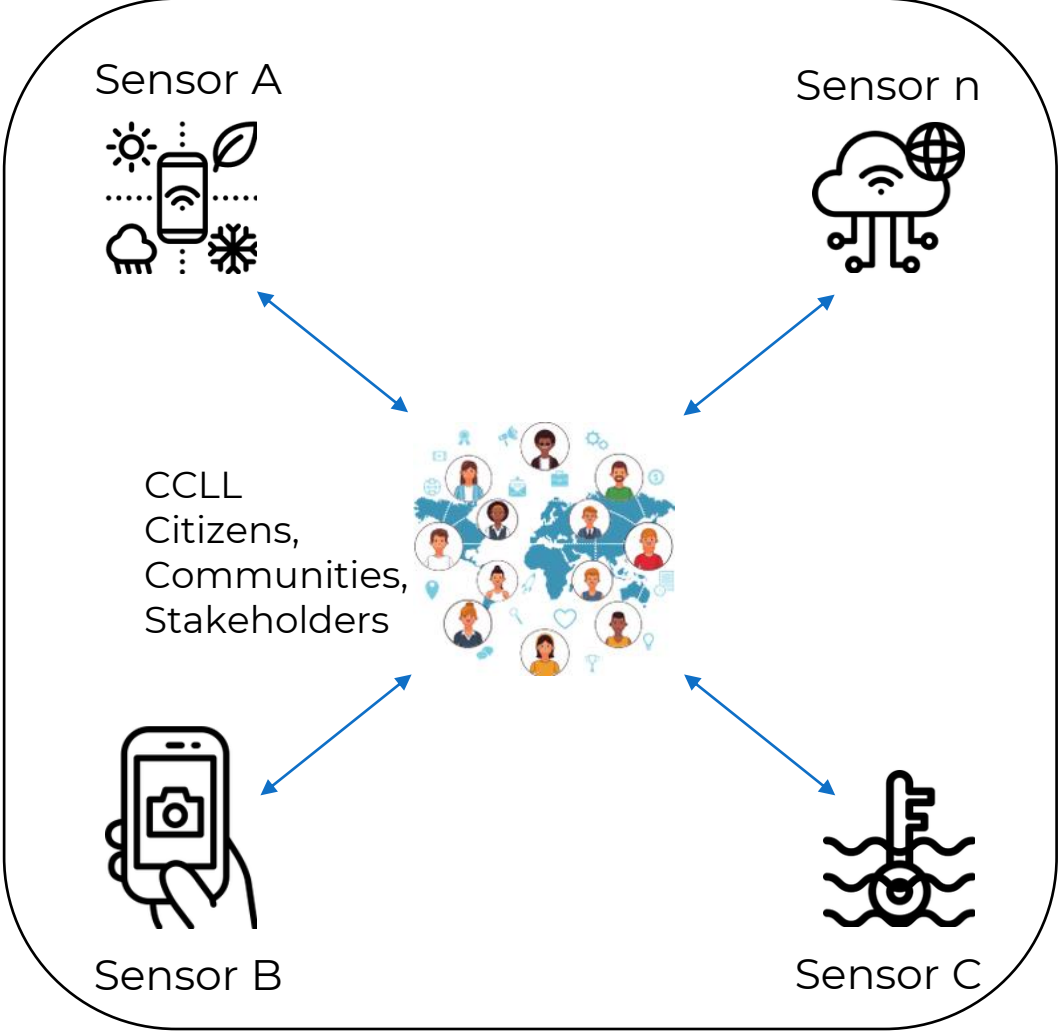 Sensor A
Sensor n
CCLL
Citizens,
Communities,
Stakeholders
Sensor B
Sensor C